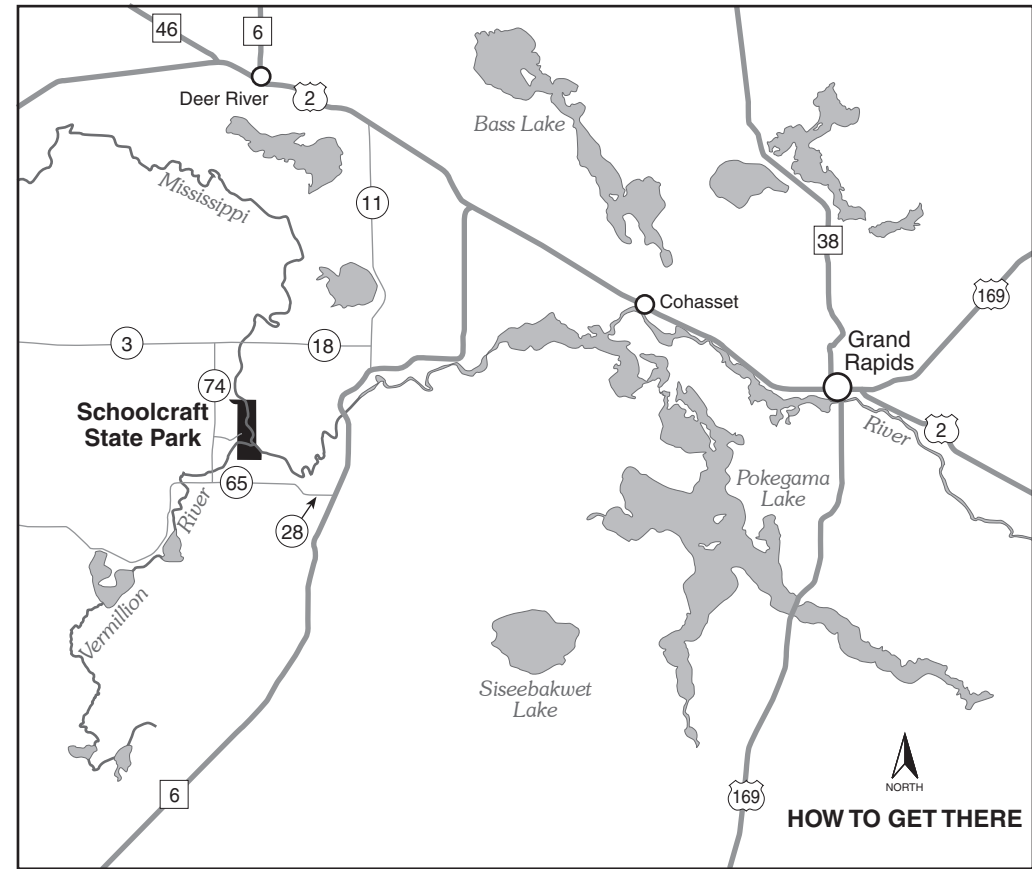 46
6
Deer River
2
Bass Lake
Mississippi
11
38
169
Cohasset
3
18
Grand
Rapids
74
Schoolcraft
State Park
River
2
65
River
Pokegama
Lake
28
Vermillion
Siseebakwet
Lake
NORTH
6
169
HOW TO GET THERE